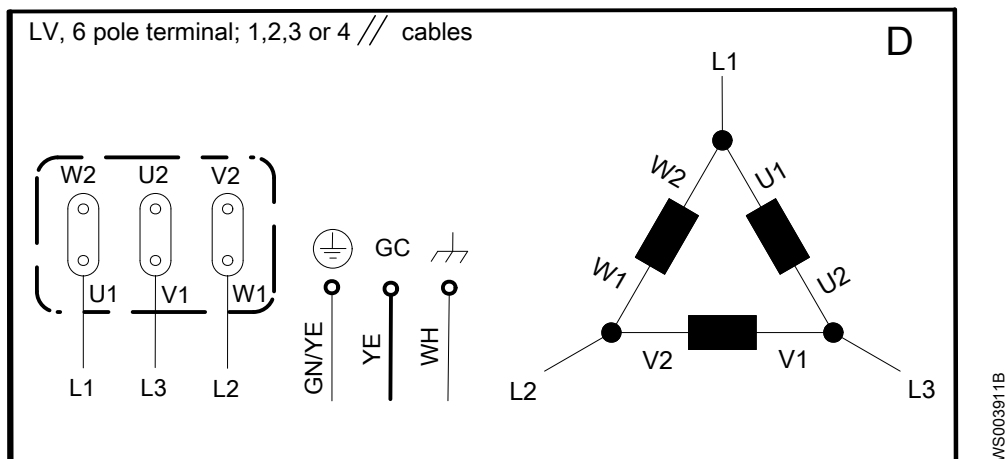 LV, 6 pole terminal; 1,2,3 or 4 // cables
D
W2 U2 V2
U1 V1 W1
L1 L3 L2
GC
GN/YE
YE
WH
L1
W2 U1
W1 U2
V2 V1
L2 L3
WS003911B